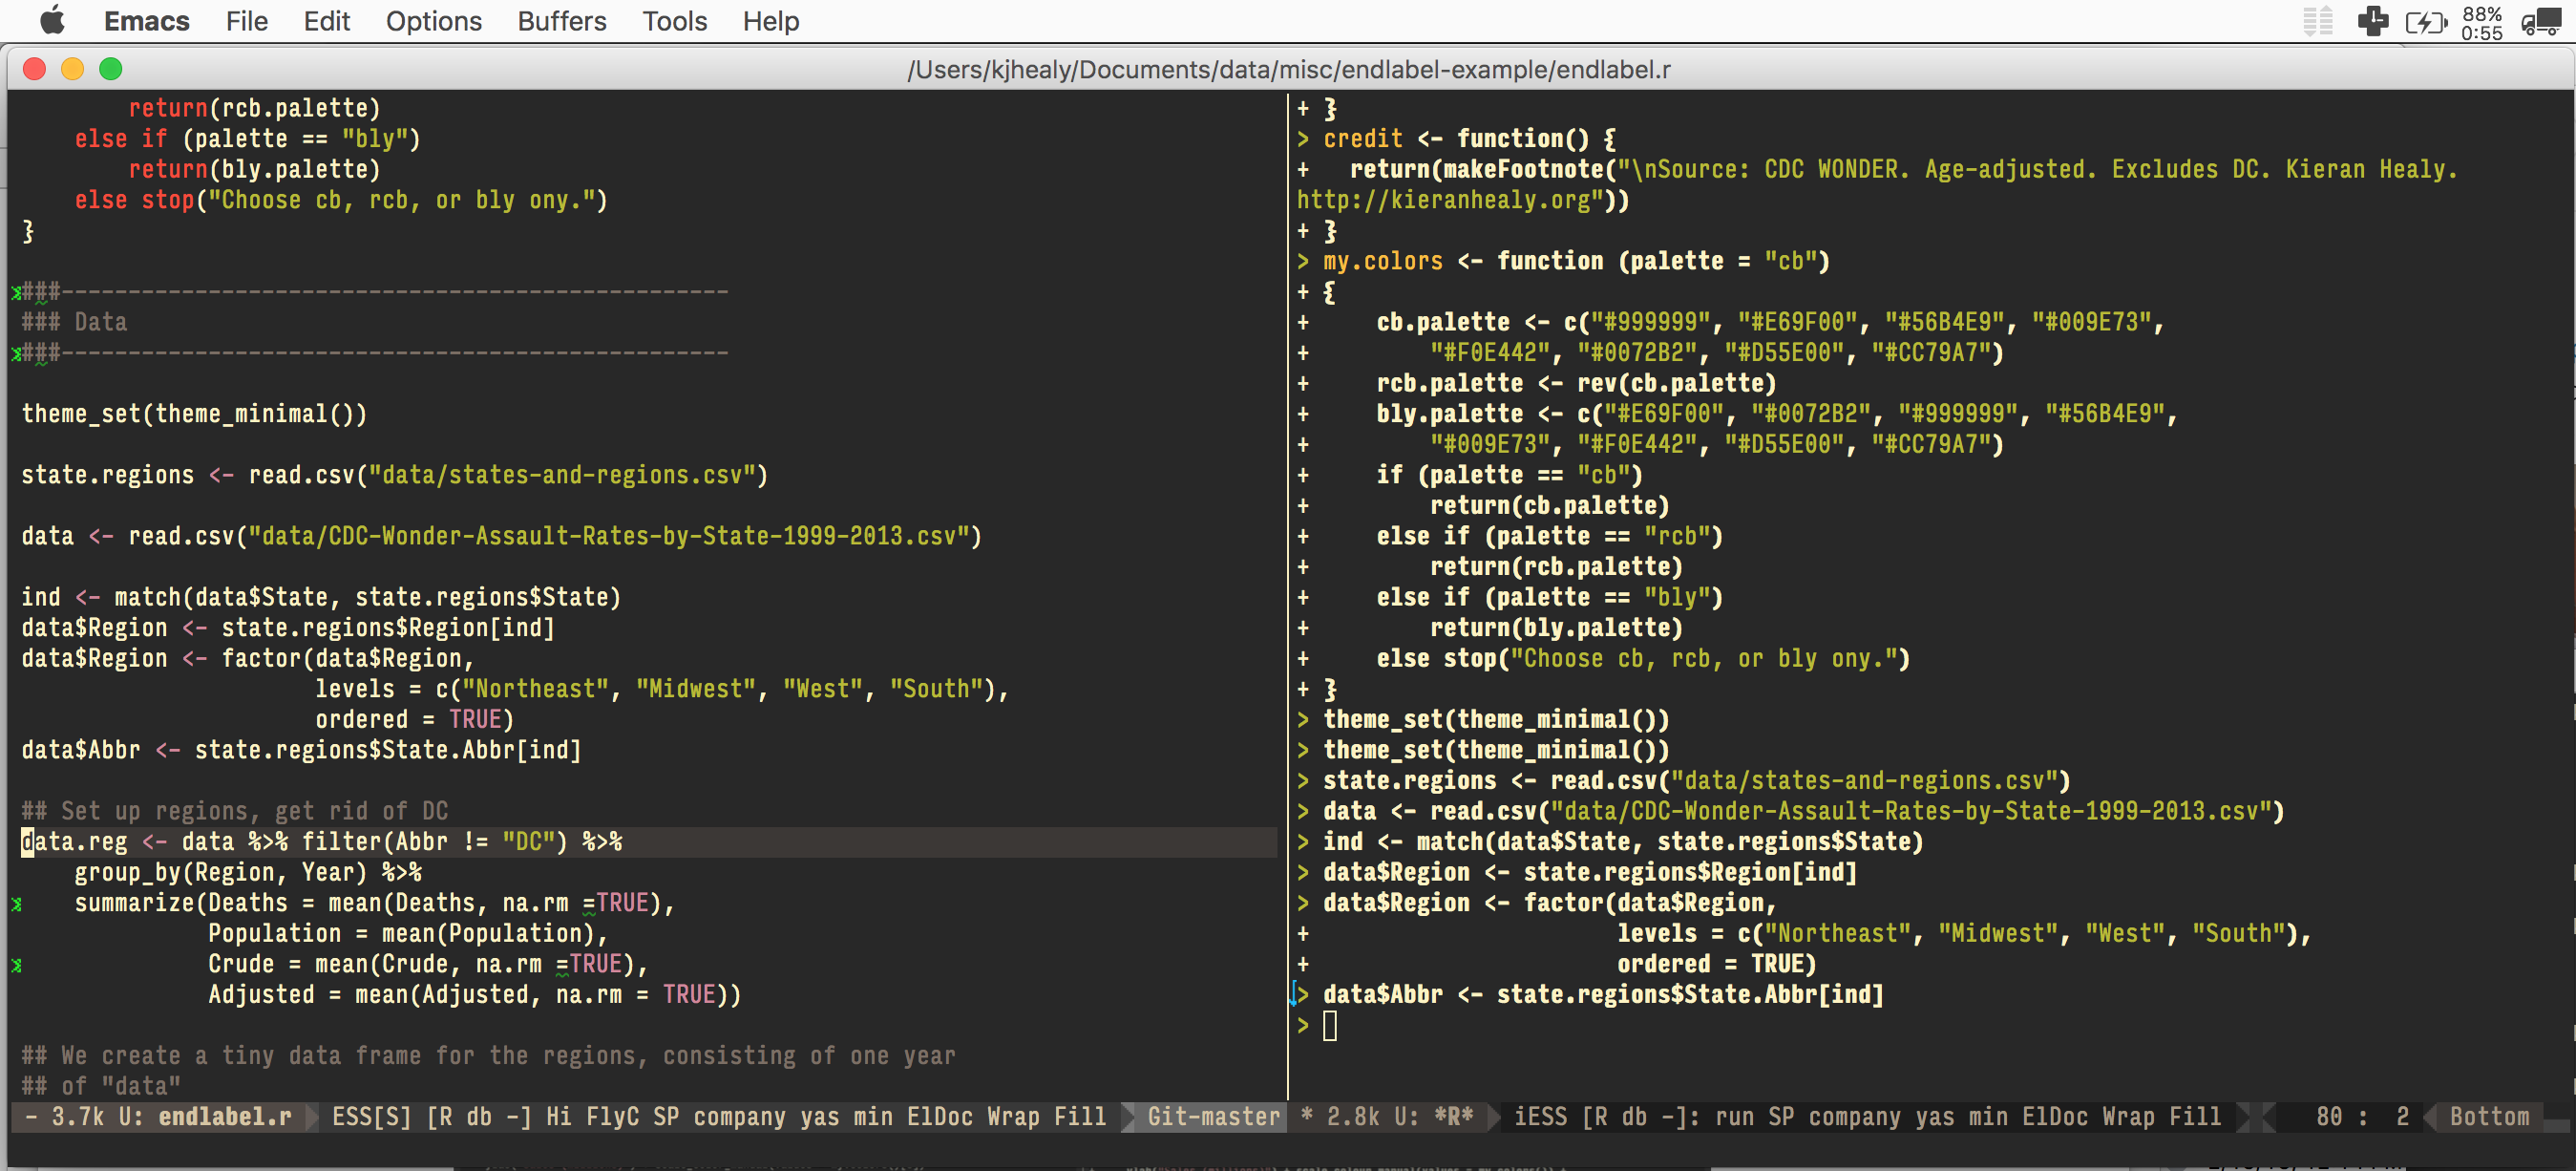 Emacs File Edit Options Buffers Tools Help 88%
0:55
/Users/kjhealy/Documents/data/misc/endlabel-example/endlabel.r
        return(rcb.palette)
    else if (palette == "bly")
        return(bly.palette)
    else stop("Choose cb, rcb, or bly ony.")
}
###--------------------------------------------------
### Data
###--------------------------------------------------
theme_set(theme_minimal())
state.regions <- read.csv("data/states-and-regions.csv")
data <- read.csv("data/CDC-Wonder-Assault-Rates-by-State-1999-2013.csv")
ind <- match(data$State, state.regions$State)
data$Region <- state.regions$Region[ind]
data$Region <- factor(data$Region,
                      levels = c("Northeast", "Midwest", "West", "South"),
                      ordered = TRUE)
data$Abbr <- state.regions$State.Abbr[ind]
## Set up regions, get rid of DC
data.reg <- data %>% filter(Abbr != "DC") %>%
    group_by(Region, Year) %>%
    summarize(Deaths = mean(Deaths, na.rm =TRUE),
              Population = mean(Population),
              Crude = mean(Crude, na.rm =TRUE),
              Adjusted = mean(Adjusted, na.rm = TRUE))
## We create a tiny data frame for the regions, consisting of one year
## of "data"
- 3.7k U: endlabel.r ESS[S] [R db -] Hi FlyC SP company yas min ElDoc Wrap Fill Git-master
+ }
> credit <- function() {
+   return(makeFootnote("\nSource: CDC WONDER. Age-adjusted. Excludes DC. Kieran Healy.
http://kieranhealy.org"))
+ }
> my.colors <- function (palette = "cb")
+ {
+     cb.palette <- c("#999999", "#E69F00", "#56B4E9", "#009E73",
+         "#F0E442", "#0072B2", "#D55E00", "#CC79A7")
+     rcb.palette <- rev(cb.palette)
+     bly.palette <- c("#E69F00", "#0072B2", "#999999", "#56B4E9",
+         "#009E73", "#F0E442", "#D55E00", "#CC79A7")
+     if (palette == "cb")
+         return(cb.palette)
+     else if (palette == "rcb")
+         return(rcb.palette)
+     else if (palette == "bly")
+         return(bly.palette)
+     else stop("Choose cb, rcb, or bly ony.")
+ }
> theme_set(theme_minimal())
> theme_set(theme_minimal())
> state.regions <- read.csv("data/states-and-regions.csv")
> data <- read.csv("data/CDC-Wonder-Assault-Rates-by-State-1999-2013.csv")
> ind <- match(data$State, state.regions$State)
> data$Region <- state.regions$Region[ind]
> data$Region <- factor(data$Region,
+                       levels = c("Northeast", "Midwest", "West", "South"),
+                       ordered = TRUE)
> data$Abbr <- state.regions$State.Abbr[ind]
>
* 2.8k U: *R* iESS [R db -]: run SP company yas min ElDoc Wrap Fill 80 : 2 Bottom